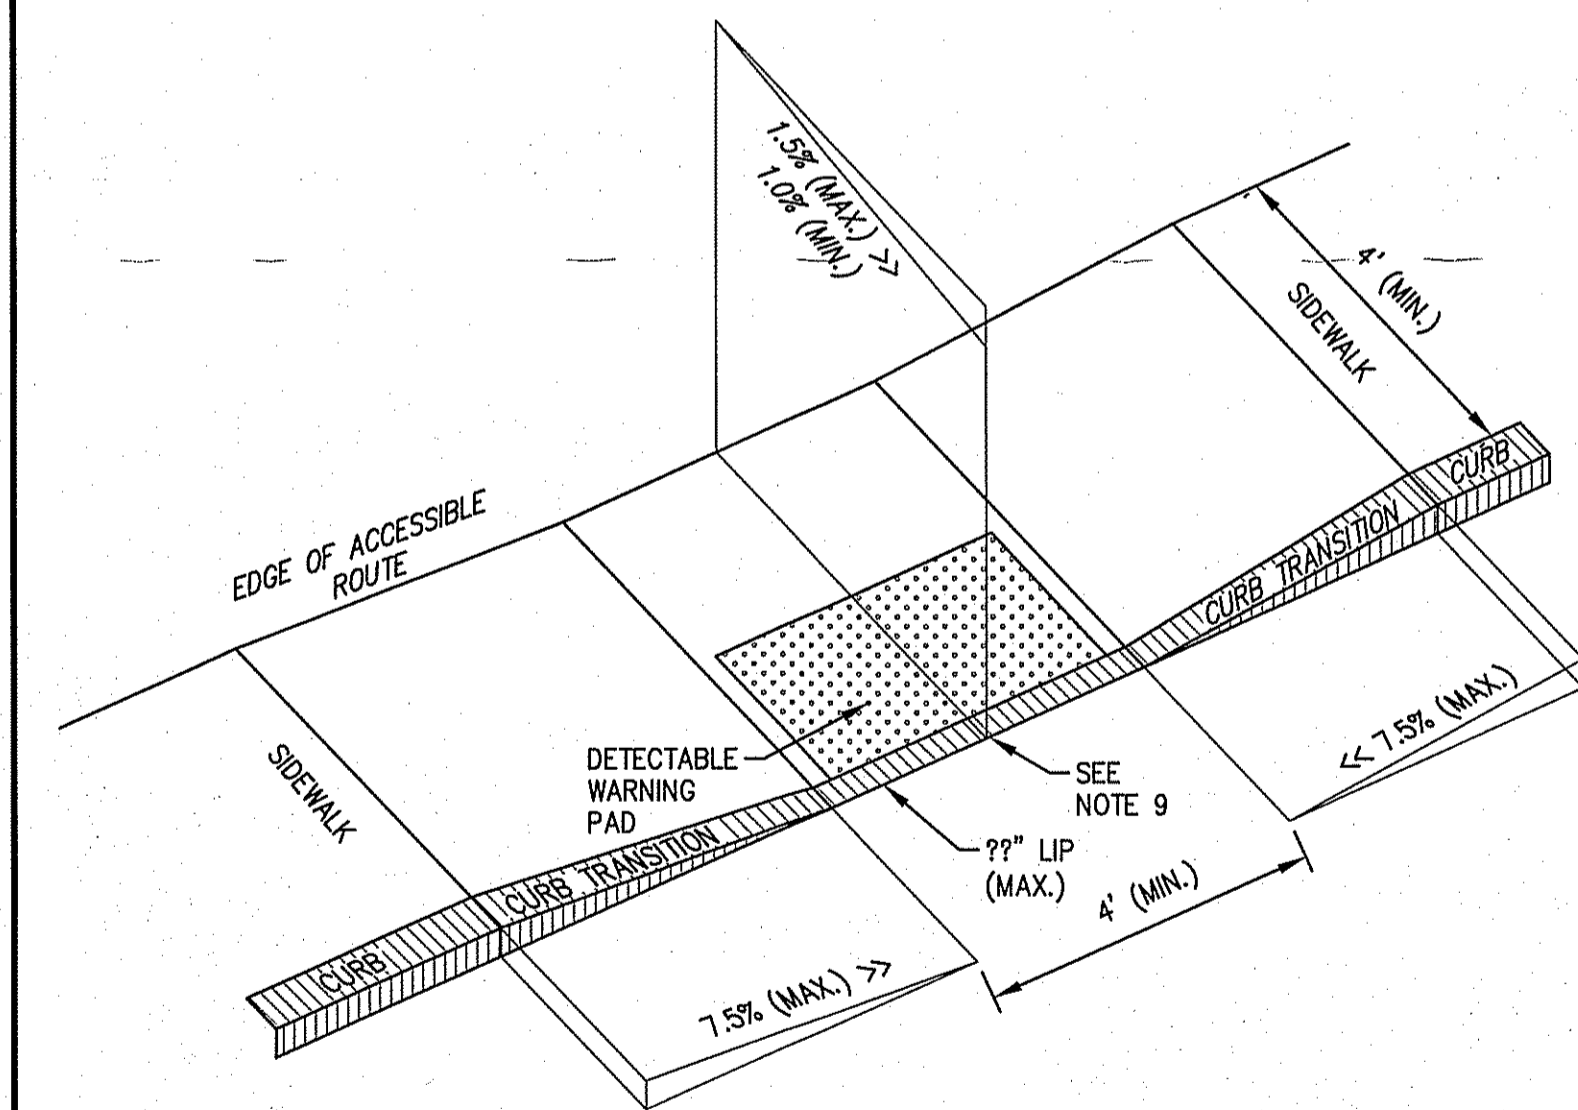 1.5% (MAX.) >>
1.0% (MIN.)
4' (MIN.)
SIDEWALK
CURB
CURB TRANSITION
EDGE OF ACCESSIBLE
ROUTE
<< 7.5% (MAX.)
SIDEWALK
DETECTABLE
WARNING
PAD
SEE
NOTE 9
??" LIP
(MAX.)
4' (MIN.)
CURB TRANSITION
CURB
7.5% (MAX.) >>